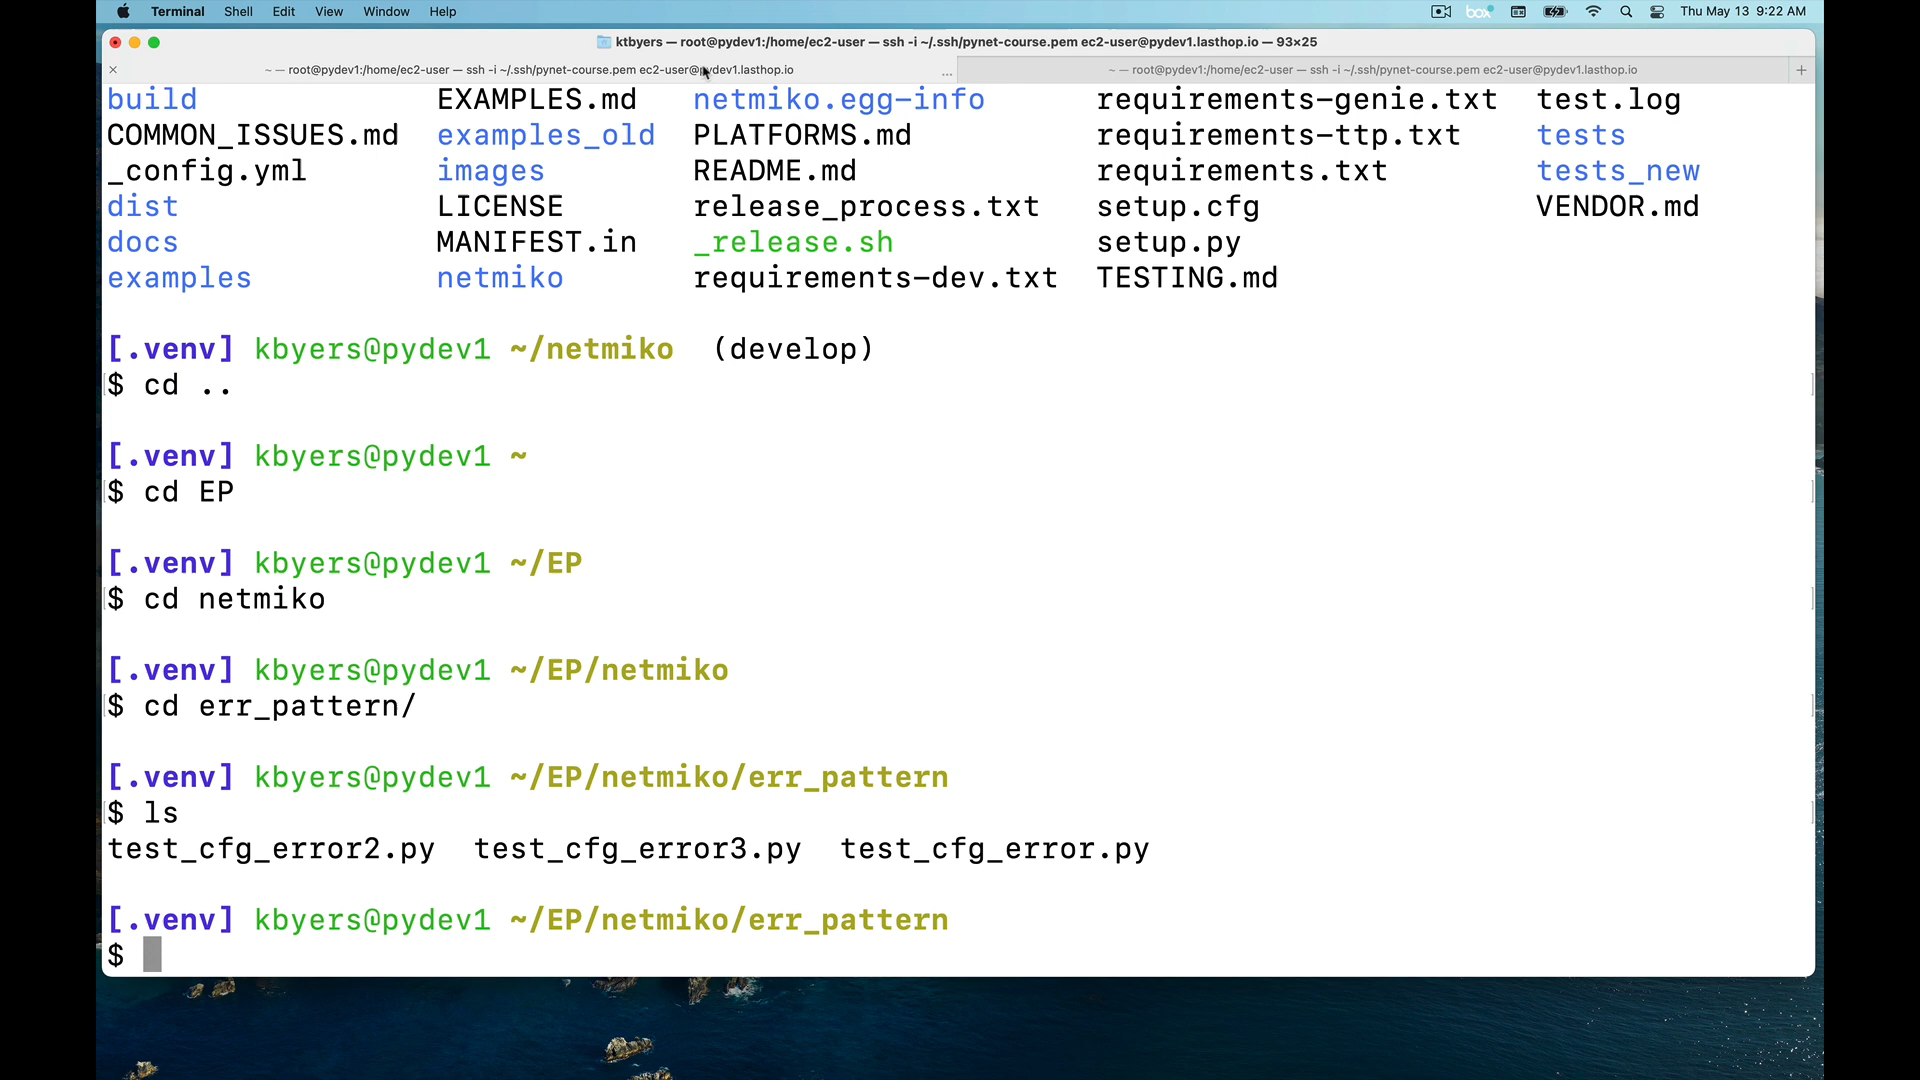 Terminal Shell Edit View Window Help box Thu May 13 9:22 AM
ktbyers — root@pydev1:/home/ec2-user — ssh -i ~/.ssh/pynet-course.pem ec2-user@pydev1.lasthop.io — 93×25
~ — root@pydev1:/home/ec2-user — ssh -i ~/.ssh/pynet-course.pem ec2-user@pydev1.lasthop.io ... ~ — root@pydev1:/home/ec2-user — ssh -i ~/.ssh/pynet-course.pem ec2-user@pydev1.lasthop.io
build EXAMPLES.md netmiko.egg-info requirements-genie.txt test.log
COMMON_ISSUES.md examples_old PLATFORMS.md requirements-ttp.txt tests
_config.yml images README.md requirements.txt tests_new
dist LICENSE release_process.txt setup.cfg VENDOR.md
docs MANIFEST.in _release.sh setup.py
examples netmiko requirements-dev.txt TESTING.md
[.venv] kbyers@pydev1 ~/netmiko (develop)
$ cd ..
[.venv] kbyers@pydev1 ~
$ cd EP
[.venv] kbyers@pydev1 ~/EP
$ cd netmiko
[.venv] kbyers@pydev1 ~/EP/netmiko
$ cd err_pattern/
[.venv] kbyers@pydev1 ~/EP/netmiko/err_pattern
$ ls
test_cfg_error2.py test_cfg_error3.py test_cfg_error.py
[.venv] kbyers@pydev1 ~/EP/netmiko/err_pattern
$